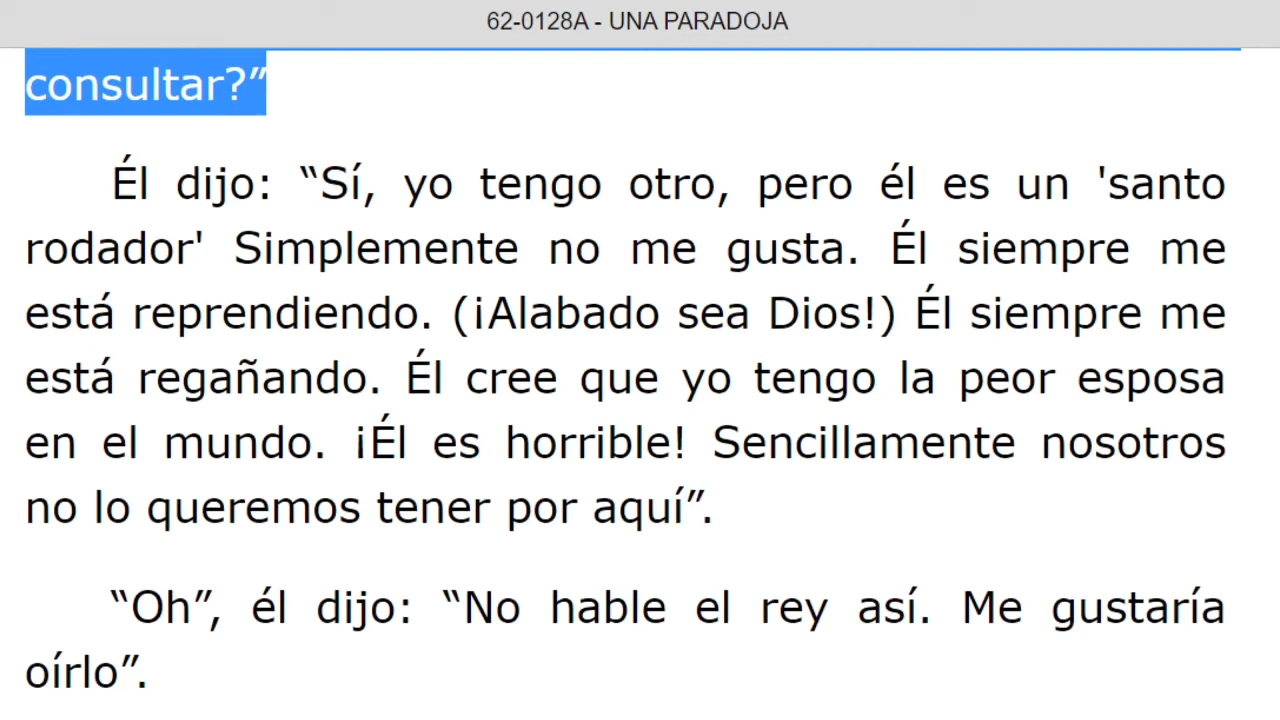 62-0128A - UNA PARADOJA
consultar?”
Él dijo: “Sí, yo tengo otro, pero él es un 'santo
rodador' Simplemente no me gusta. Él siempre me
está reprendiendo. (¡Alabado sea Dios!) Él siempre me
está regañando. Él cree que yo tengo la peor esposa
en el mundo. ¡Él es horrible! Sencillamente nosotros
no lo queremos tener por aquí”.
“Oh”, él dijo: “No hable el rey así. Me gustaría
oírlo”.